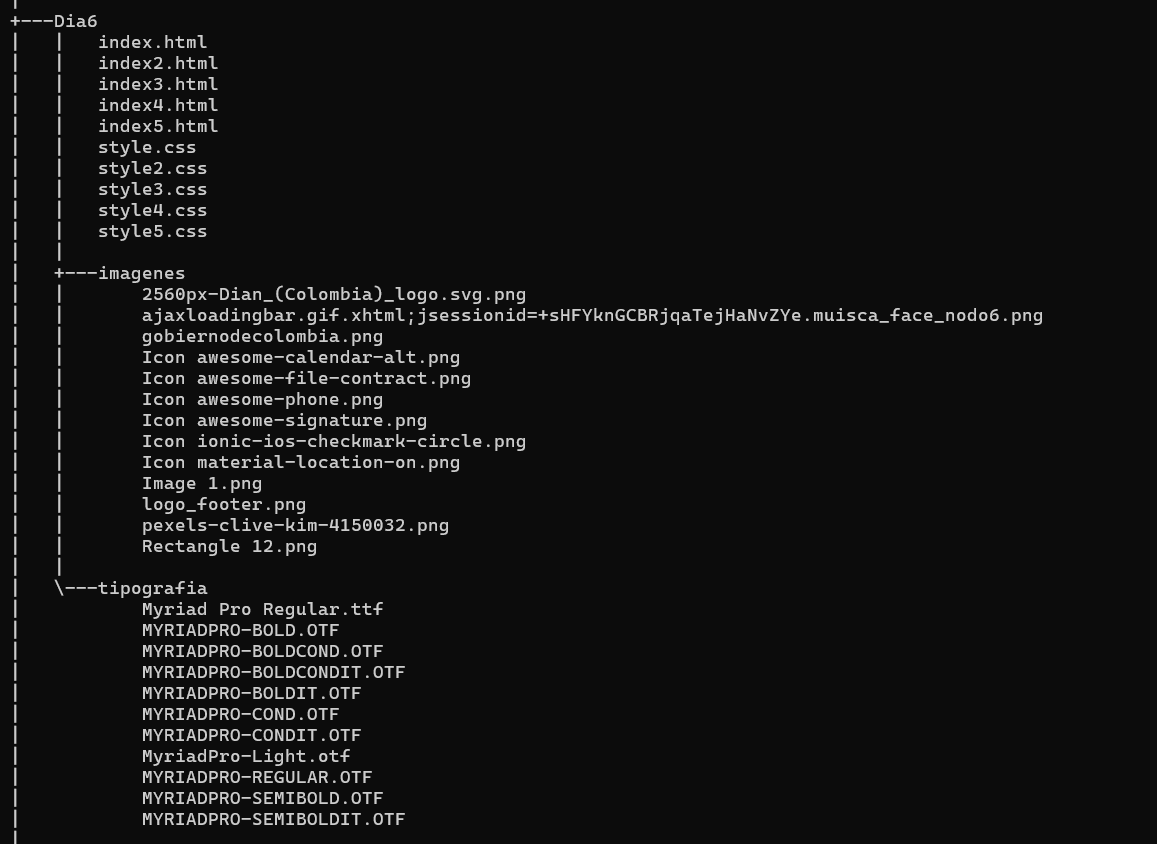 |
+---Dia6
|   |   index.html
|   |   index2.html
|   |   index3.html
|   |   index4.html
|   |   index5.html
|   |   style.css
|   |   style2.css
|   |   style3.css
|   |   style4.css
|   |   style5.css
|   |
|   +---imagenes
|   |       2560px-Dian_(Colombia)_logo.svg.png
|   |       ajaxloadingbar.gif.xhtml;jsessionid=+sHFYknGCBRjqaTejHaNvZYe.muisca_face_nodo6.png
|   |       gobiernodecolombia.png
|   |       Icon awesome-calendar-alt.png
|   |       Icon awesome-file-contract.png
|   |       Icon awesome-phone.png
|   |       Icon awesome-signature.png
|   |       Icon ionic-ios-checkmark-circle.png
|   |       Icon material-location-on.png
|   |       Image 1.png
|   |       logo_footer.png
|   |       pexels-clive-kim-4150032.png
|   |       Rectangle 12.png
|   |
|   \---tipografia
|           Myriad Pro Regular.ttf
|           MYRIADPRO-BOLD.OTF
|           MYRIADPRO-BOLDCOND.OTF
|           MYRIADPRO-BOLDCONDIT.OTF
|           MYRIADPRO-BOLDIT.OTF
|           MYRIADPRO-COND.OTF
|           MYRIADPRO-CONDIT.OTF
|           MyriadPro-Light.otf
|           MYRIADPRO-REGULAR.OTF
|           MYRIADPRO-SEMIBOLD.OTF
|           MYRIADPRO-SEMIBOLDIT.OTF
|